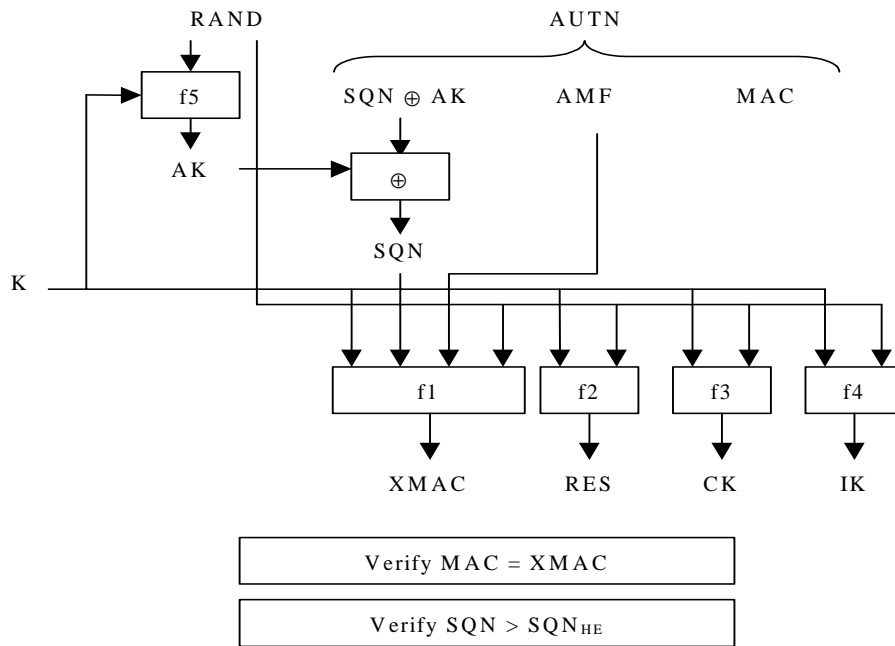 RAND
AUTN
f5
SQN ⊕ AK
AMF
MAC
AK
⊕
SQN
K
f1
f2
f3
f4
XMAC
RES
CK
IK
Verify MAC = XMAC
Verify SQN > SQN_HE